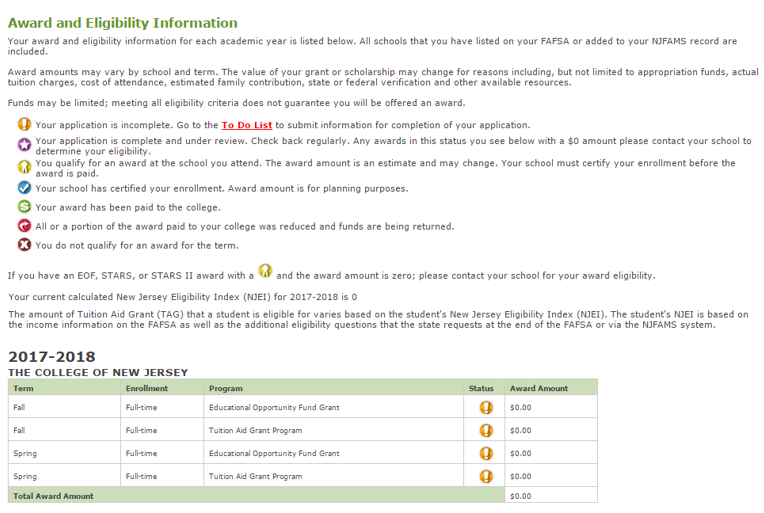 Award and Eligibility Information
Your award and eligibility information for each academic year is listed below. All schools that you have listed on your FAFSA or added to your NJFAMS record are
included.
Award amounts may vary by school and term. The value of your grant or scholarship may change for reasons including, but not limited to appropriation funds, actual
tuition charges, cost of attendance, estimated family contribution, state or federal verification and other available resources.
Funds may be limited; meeting all eligibility criteria does not guarantee you will be offered an award.
Your application is incomplete. Go to the To Do List to submit information for completion of your application.
Your application is complete and under review. Check back regularly. Any awards in this status you see below with a $0 amount please contact your school to
determine your eligibility.
You qualify for an award at the school you attend. The award amount is an estimate and may change. Your school must certify your enrollment before the
award is paid.
Your school has certified your enrollment. Award amount is for planning purposes.
Your award has been paid to the college.
All or a portion of the award paid to your college was reduced and funds are being returned.
You do not qualify for an award for the term.
If you have an EOF, STARS, or STARS II award with a and the award amount is zero; please contact your school for your award eligibility.
Your current calculated New Jersey Eligibility Index (NJEI) for 2017-2018 is 0
The amount of Tuition Aid Grant (TAG) that a student is eligible for varies based on the student's New Jersey Eligibility Index (NJEI). The student's NJEI is based on
the income information on the FAFSA as well as the additional eligibility questions that the state requests at the end of the FAFSA or via the NJFAMS system.
2017-2018
THE COLLEGE OF NEW JERSEY
Term Enrollment Program Status Award Amount
Fall Full-time Educational Opportunity Fund Grant $0.00
Fall Full-time Tuition Aid Grant Program $0.00
Spring Full-time Educational Opportunity Fund Grant $0.00
Spring Full-time Tuition Aid Grant Program $0.00
Total Award Amount $0.00